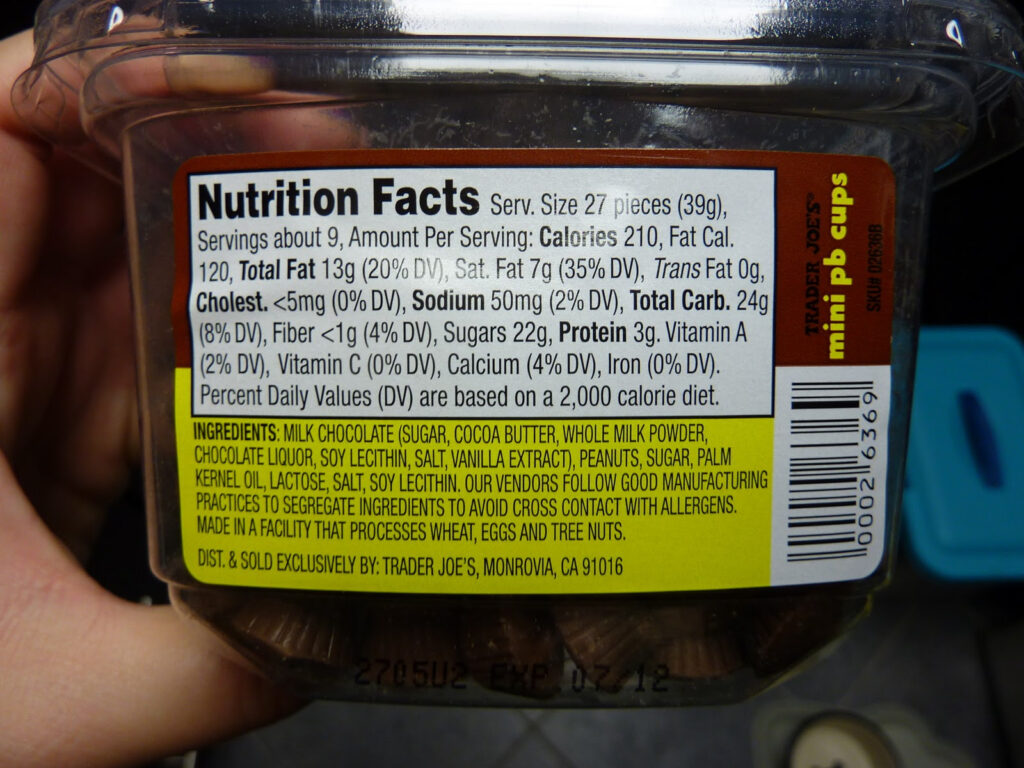 Nutrition Facts Serv. Size 27 pieces (39g),
Servings about 9, Amount Per Serving: Calories 210, Fat Cal.
120, Total Fat 13g (20% DV), Sat. Fat 7g (35% DV), Trans Fat 0g,
Cholest. <5mg (0% DV), Sodium 50mg (2% DV), Total Carb. 24g
(8% DV), Fiber <1g (4% DV), Sugars 22g, Protein 3g. Vitamin A
(2% DV), Vitamin C (0% DV), Calcium (4% DV), Iron (0% DV).
Percent Daily Values (DV) are based on a 2,000 calorie diet.
INGREDIENTS: MILK CHOCOLATE (SUGAR, COCOA BUTTER, WHOLE MILK POWDER,
CHOCOLATE LIQUOR, SOY LECITHIN, SALT, VANILLA EXTRACT), PEANUTS, SUGAR, PALM
KERNEL OIL, LACTOSE, SALT, SOY LECITHIN. OUR VENDORS FOLLOW GOOD MANUFACTURING
PRACTICES TO SEGREGATE INGREDIENTS TO AVOID CROSS CONTACT WITH ALLERGENS.
MADE IN A FACILITY THAT PROCESSES WHEAT, EGGS AND TREE NUTS.
DIST. & SOLD EXCLUSIVELY BY: TRADER JOE'S, MONROVIA, CA 91016
TRADER JOE'S®
mini pb cups
SKU# 02636B
00026369
2705U2 EXP 07/12